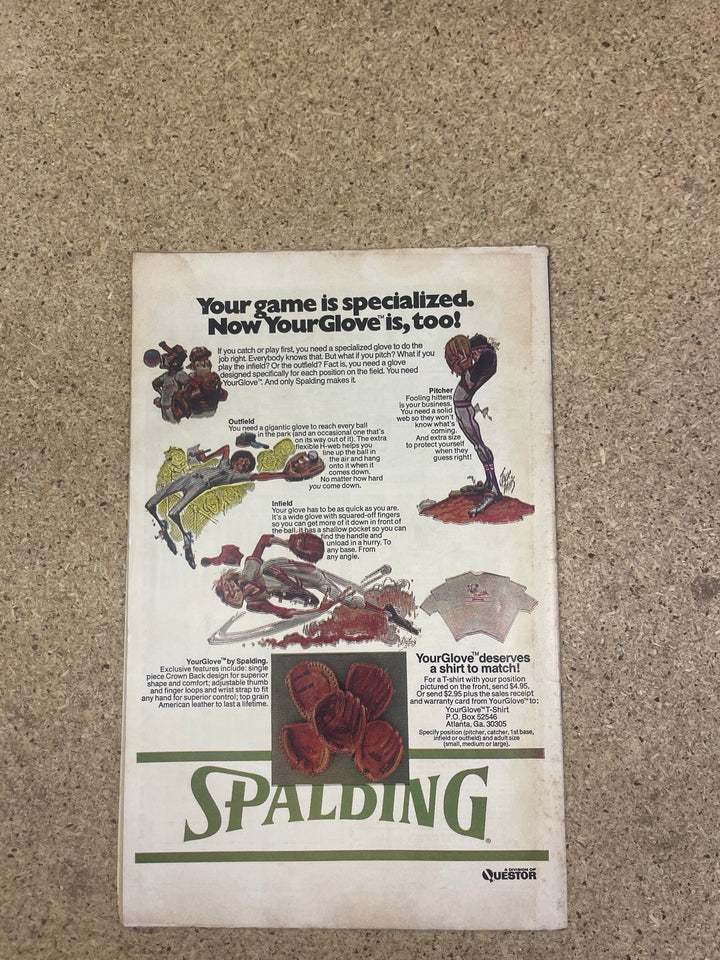 Your game is specialized.
Now YourGlove™ is, too!
If you catch or play first, you need a specialized glove to do the
job right. Everybody knows that. But what if you pitch? What if you
play the infield? Or the outfield? Fact is, you need a glove
designed specifically for each position on the field. You need
YourGlove™. And only Spalding makes it.
Pitcher
Fooling hitters
is your business.
You need a solid
web so they won't
know what's
coming.
And extra size
to protect yourself
when they
guess right!
Outfield
You need a gigantic glove to reach every ball
in the park (and an occasional one that's
on its way out of it). The extra
flexible H-web helps you
line up the ball in
the air and hang
onto it when it
comes down.
No matter how hard
you come down.
Infield
Your glove has to be as quick as you are.
It's a wide glove with squared-off fingers
so you can get more of it down in front of
the ball. It has a shallow pocket so you can
find the handle and
unload in a hurry. To
any base. From
any angle.
YourGlove™ by Spalding.
Exclusive features include: single
piece Crown Back design for superior
shape and comfort; adjustable thumb
and finger loops and wrist strap to fit
any hand for superior control; top grain
American leather to last a lifetime.
YourGlove™ deserves
a shirt to match!
For a T-shirt with your position
pictured on the front, send $4.95.
Or send $2.95 plus the sales receipt
and warranty card from YourGlove™ to:
YourGlove™ T-Shirt
P.O. Box 52546
Atlanta, Ga. 30305
Specify position (pitcher, catcher, 1st base,
infield or outfield) and adult size
(small, medium or large).
SPALDING®
A DIVISION OF
QUESTOR